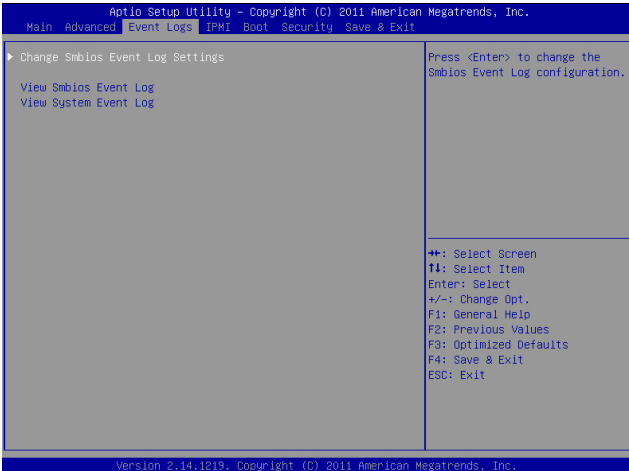 Aptio Setup Utility – Copyright (C) 2011 American Megatrends, Inc.
Main Advanced Event Logs IPMI Boot Security Save & Exit
▶ Change Smbios Event Log Settings
View Smbios Event Log
View System Event Log
Press <Enter> to change the
Smbios Event Log configuration.
→←: Select Screen
↑↓: Select Item
Enter: Select
+/-: Change Opt.
F1: General Help
F2: Previous Values
F3: Optimized Defaults
F4: Save & Exit
ESC: Exit
Version 2.14.1219. Copyright (C) 2011 American Megatrends, Inc.